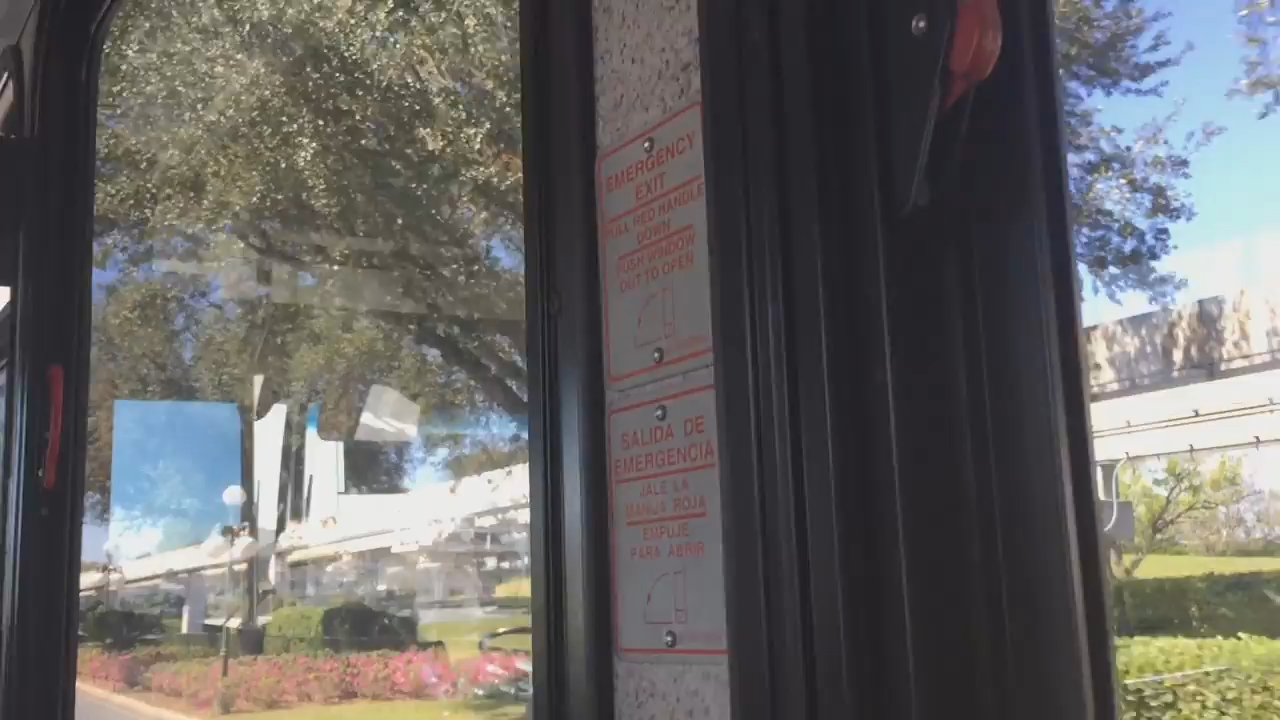 EMERGENCY
EXIT
PULL RED HANDLE
DOWN
PUSH WINDOW
OUT TO OPEN
SALIDA DE
EMERGENCIA
JALE LA
MANIJA ROJA
EMPUJE
PARA ABRIR